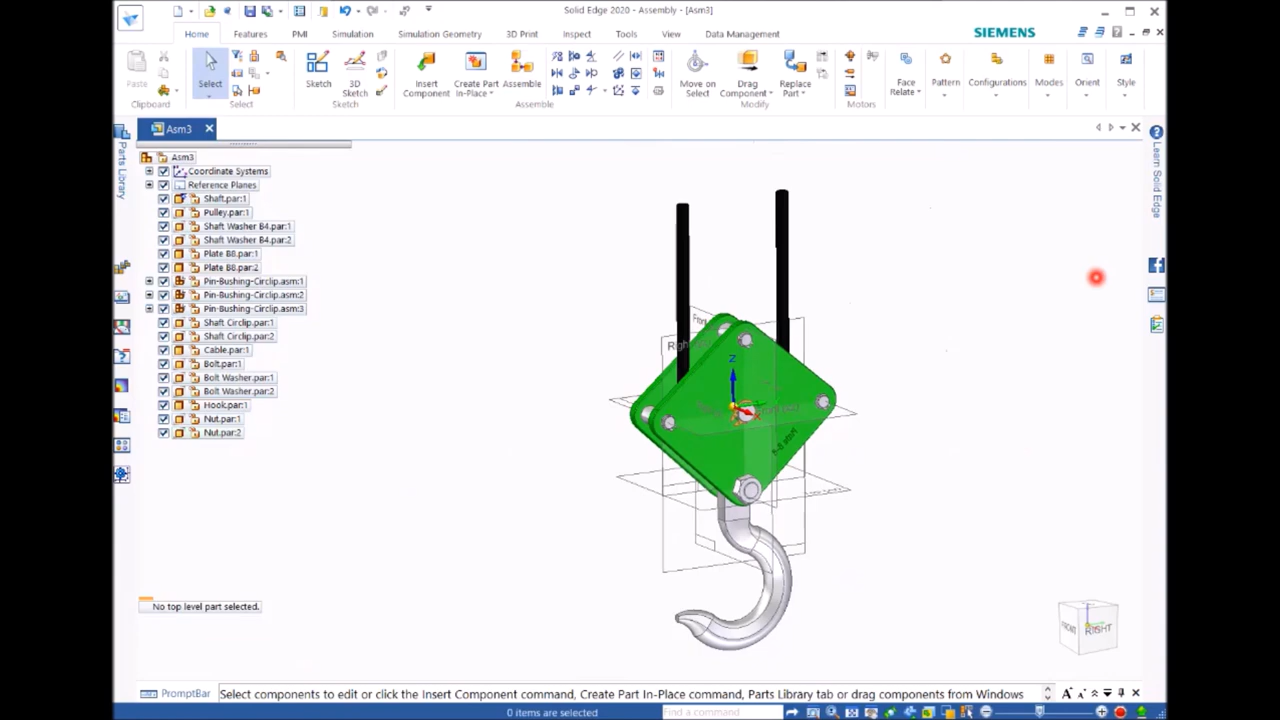 Solid Edge 2020 - Assembly - [Asm3]
Home Features PMI Simulation Simulation Geometry 3D Print Inspect Tools View Data Management
SIEMENS
Paste
Select
Sketch
3D Sketch
Insert Component
Create Part In-Place
Assemble
Move on Select
Drag Component
Replace Part
Face Relate
Pattern
Configurations
Modes
Orient
Style
Clipboard Select Sketch Assemble Modify Motors
Asm3
Parts Library
Learn Solid Edge
Asm3
Coordinate Systems
Reference Planes
Shaft.par:1
Pulley.par:1
Shaft Washer B4.par:1
Shaft Washer B4.par:2
Plate B8.par:1
Plate B8.par:2
Pin-Bushing-Circlip.asm:1
Pin-Bushing-Circlip.asm:2
Pin-Bushing-Circlip.asm:3
Shaft Circlip.par:1
Shaft Circlip.par:2
Cable.par:1
Bolt.par:1
Bolt Washer.par:1
Bolt Washer.par:2
Hook.par:1
Nut.par:1
Nut.par:2
Z
No top level part selected.
FRONT RIGHT
PromptBar Select components to edit or click the Insert Component command, Create Part In-Place command, Parts Library tab or drag components from Windows
0 items are selected
Find a command